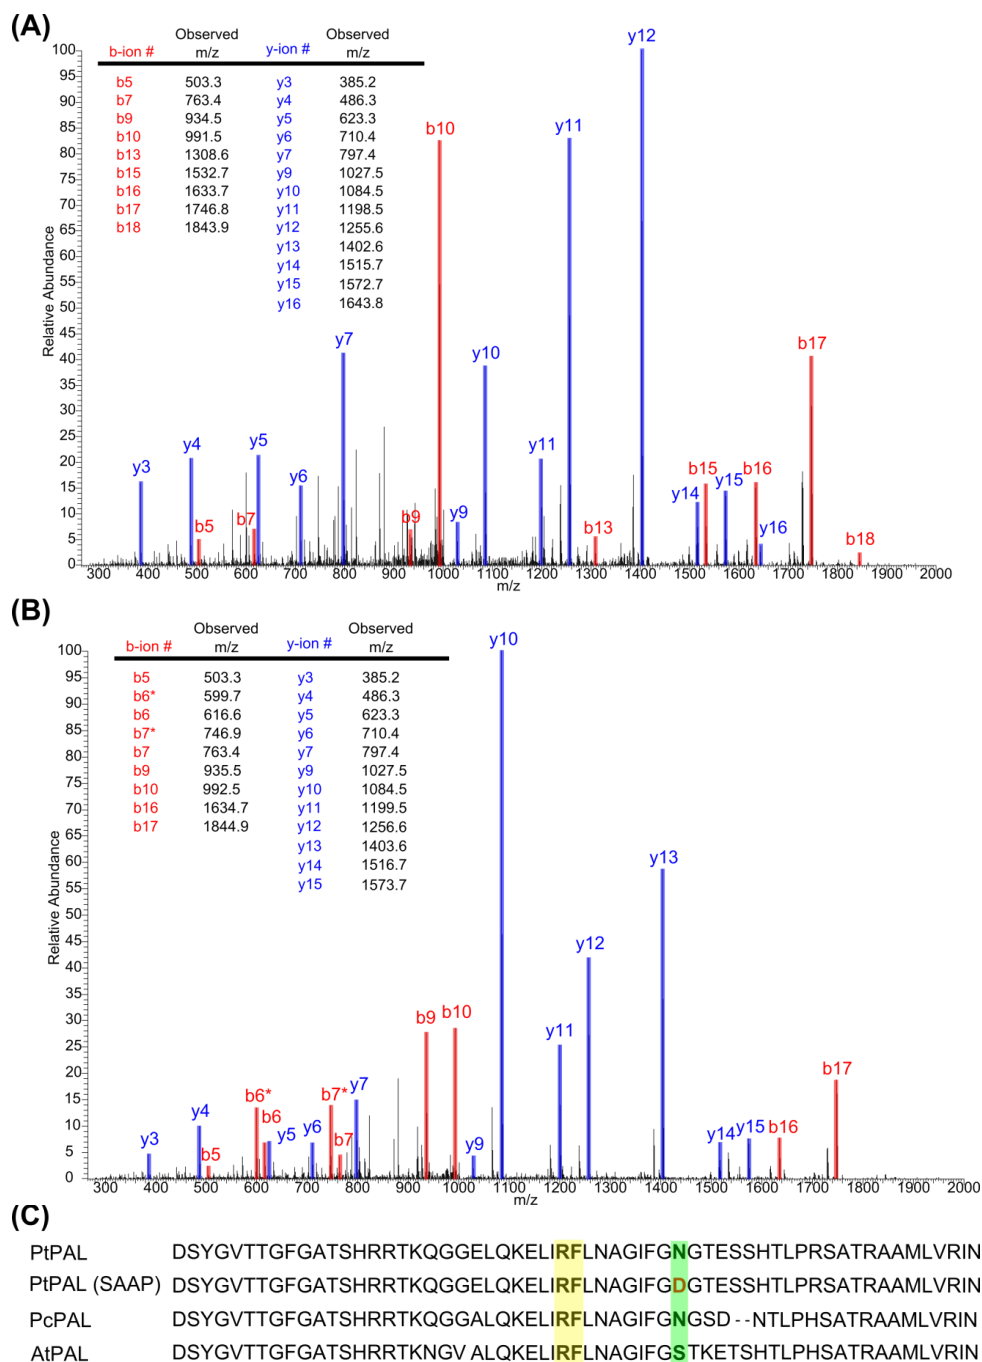 (A)
Observed Observed
b-ion # m/z y-ion # m/z
b5 503.3 y3 385.2
b7 763.4 y4 486.3
b9 934.5 y5 623.3
b10 991.5 y6 710.4
b13 1308.6 y7 797.4
b15 1532.7 y9 1027.5
b16 1633.7 y10 1084.5
b17 1746.8 y11 1198.5
b18 1843.9 y12 1255.6
y13 1402.6
y14 1515.7
y15 1572.7
y16 1643.8
Relative Abundance
100
95
90
85
80
75
70
65
60
55
50
45
40
35
30
25
20
15
10
5
0
y3 y4 b5 b7 y5 y6 y7 b9 b10 y9 y10 y11 y11 b13 y12 y14 b15 y15 b16 y16 b17 b18
300 400 500 600 700 800 900 1000 1100 1200 1300 1400 1500 1600 1700 1800 1900 2000
m/z
(B)
Observed Observed
b-ion # m/z y-ion # m/z
b5 503.3 y3 385.2
b6* 599.7 y4 486.3
b6 616.6 y5 623.3
b7* 746.9 y6 710.4
b7 763.4 y7 797.4
b9 935.5 y9 1027.5
b10 992.5 y10 1084.5
b16 1634.7 y11 1199.5
b17 1844.9 y12 1256.6
y13 1403.6
y14 1516.7
y15 1573.7
Relative Abundance
100
95
90
85
80
75
70
65
60
55
50
45
40
35
30
25
20
15
10
5
0
y3 y4 b5 b6* b6 y5 y6 b7* b7 y7 b9 b10 y9 y10 y11 y12 y13 y14 y15 b16 b17
300 400 500 600 700 800 900 1000 1100 1200 1300 1400 1500 1600 1700 1800 1900 2000
m/z
(C)
PtPAL DSYGVTTGFGATSHRRTKQGGELQKELIRFLNAGIFGNGTESSHTLPRSATRAAMLVRIN
PtPAL (SAAP) DSYGVTTGFGATSHRRTKQGGELQKELIRFLNAGIFGDGTESSHTLPRSATRAAMLVRIN
PcPAL DSYGVTTGFGATSHRRTKQGGALQKELIRFLNAGIFGNGSD--NTLPHSATRAAMLVRIN
AtPAL DSYGVTTGFGATSHRRTKNGVALQKELIRFLNAGIFGSTKETSHTLPHSATRAAMLVRIN